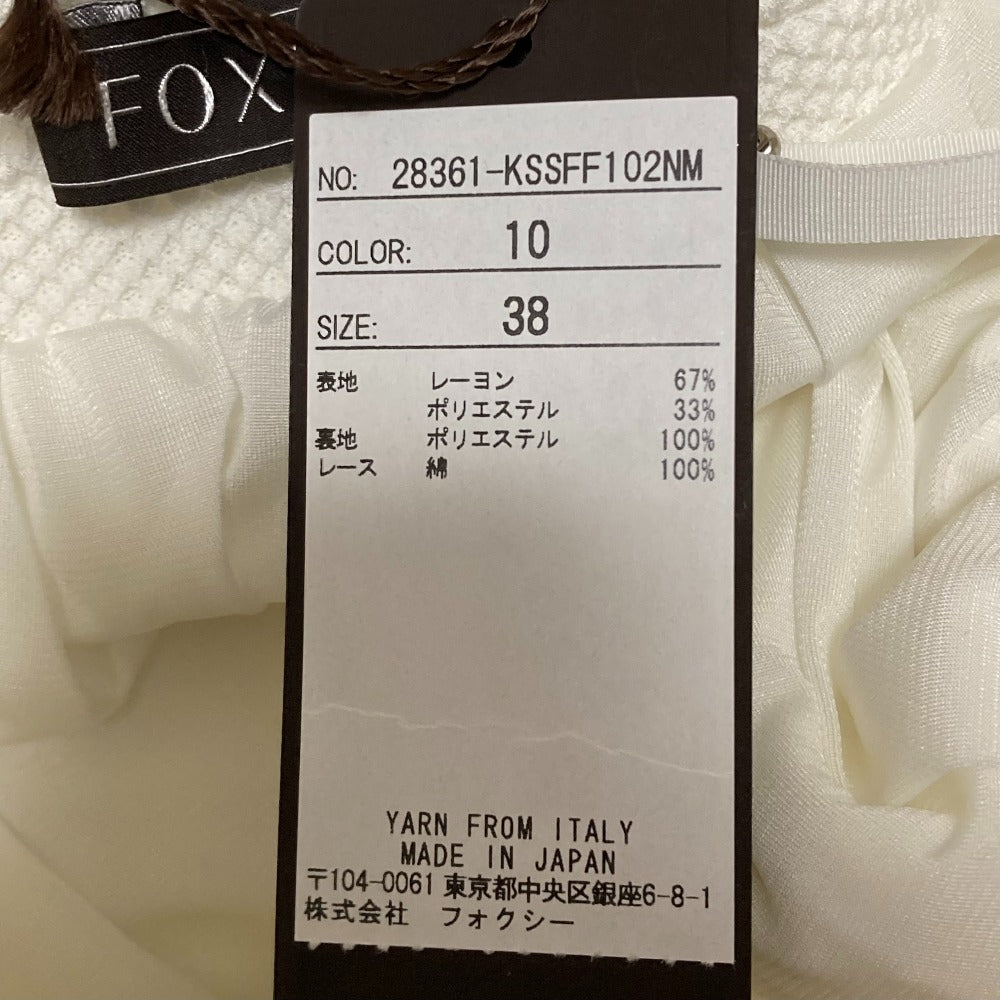 FOX
NO: 28361-KSSFF102NM
COLOR: 10
SIZE: 38
表地 レーヨン 67%
ポリエステル 33%
裏地 ポリエステル 100%
レース 綿 100%
YARN FROM ITALY
MADE IN JAPAN
〒104-0061 東京都中央区銀座6-8-1
株式会社 フォクシー